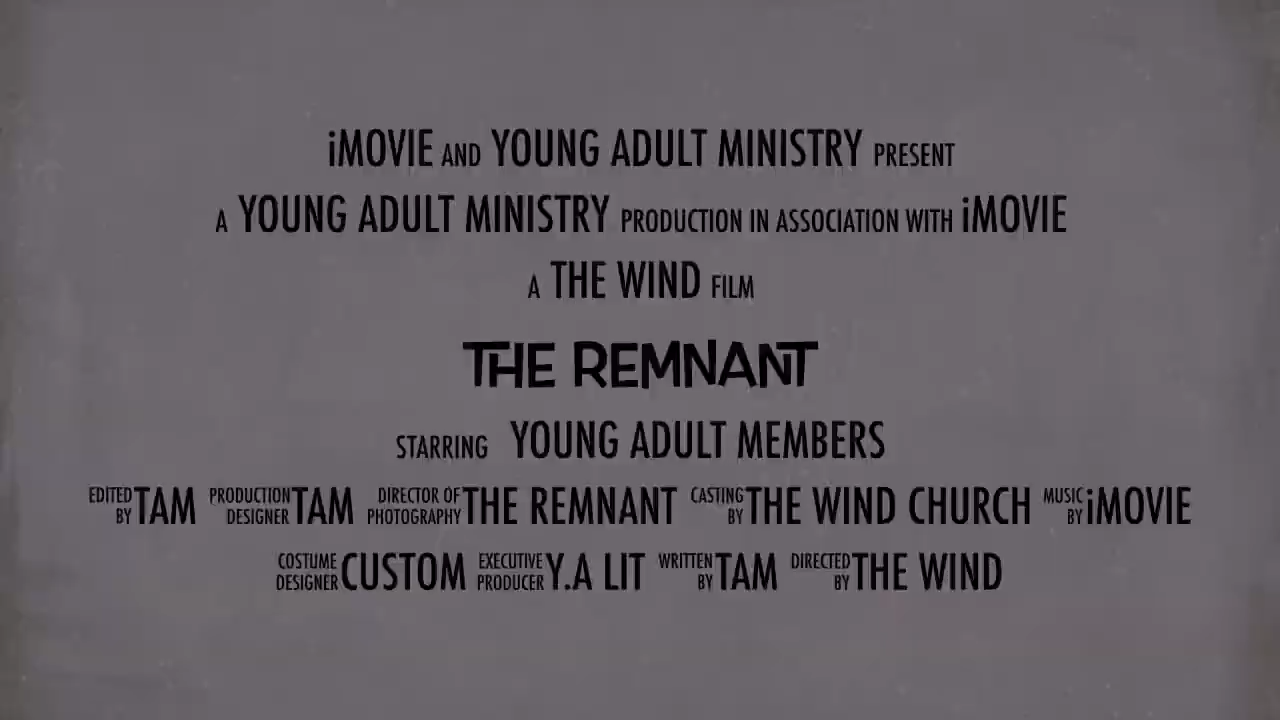 iMOVIE AND YOUNG ADULT MINISTRY PRESENT
A YOUNG ADULT MINISTRY PRODUCTION IN ASSOCIATION WITH iMOVIE
A THE WIND FILM
THE REMNANT
STARRING YOUNG ADULT MEMBERS
EDITED BY TAM PRODUCTION DESIGNER TAM DIRECTOR OF PHOTOGRAPHY THE REMNANT CASTING BY THE WIND CHURCH MUSIC BY iMOVIE
COSTUME DESIGNER CUSTOM EXECUTIVE PRODUCER Y.A LIT WRITTEN BY TAM DIRECTED BY THE WIND